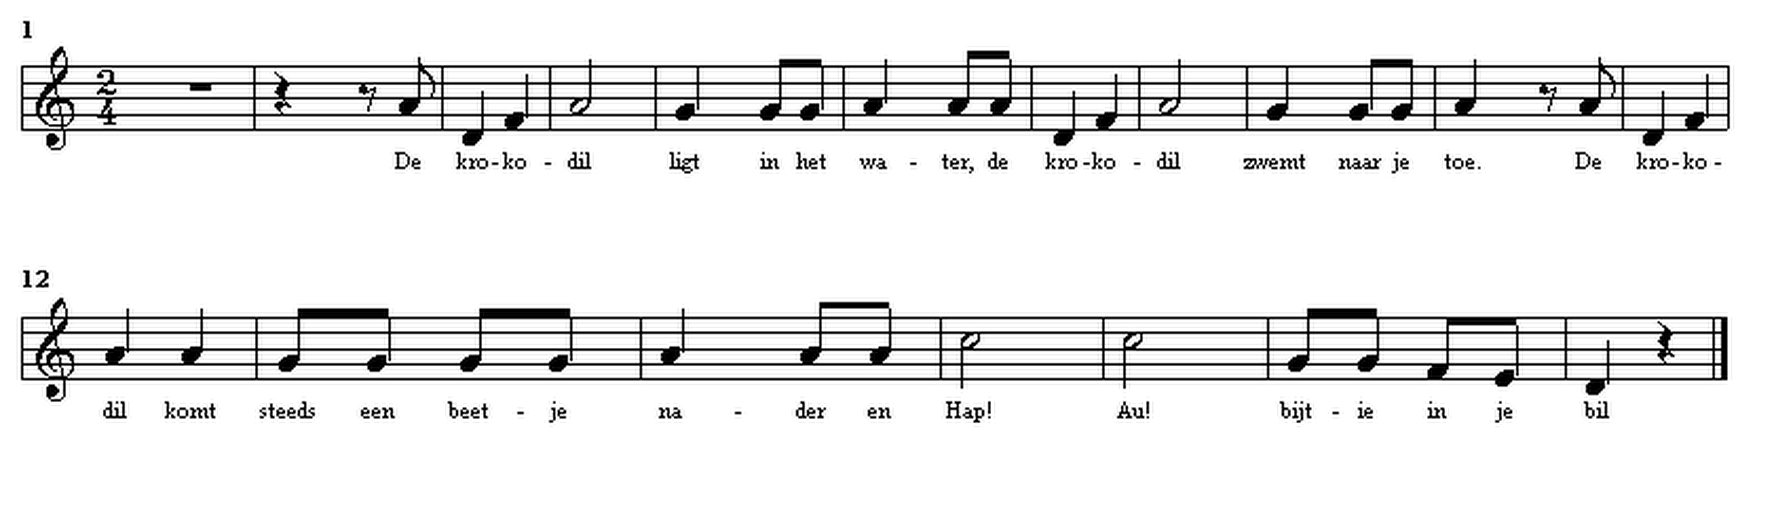 1
2
4
De kro-ko - dil ligt in het wa - ter, de kro-ko - dil zwemt naar je toe. De kro-ko -
12
dil komt steeds een beet - je na - der en Hap! Au! bijt - ie in je bil